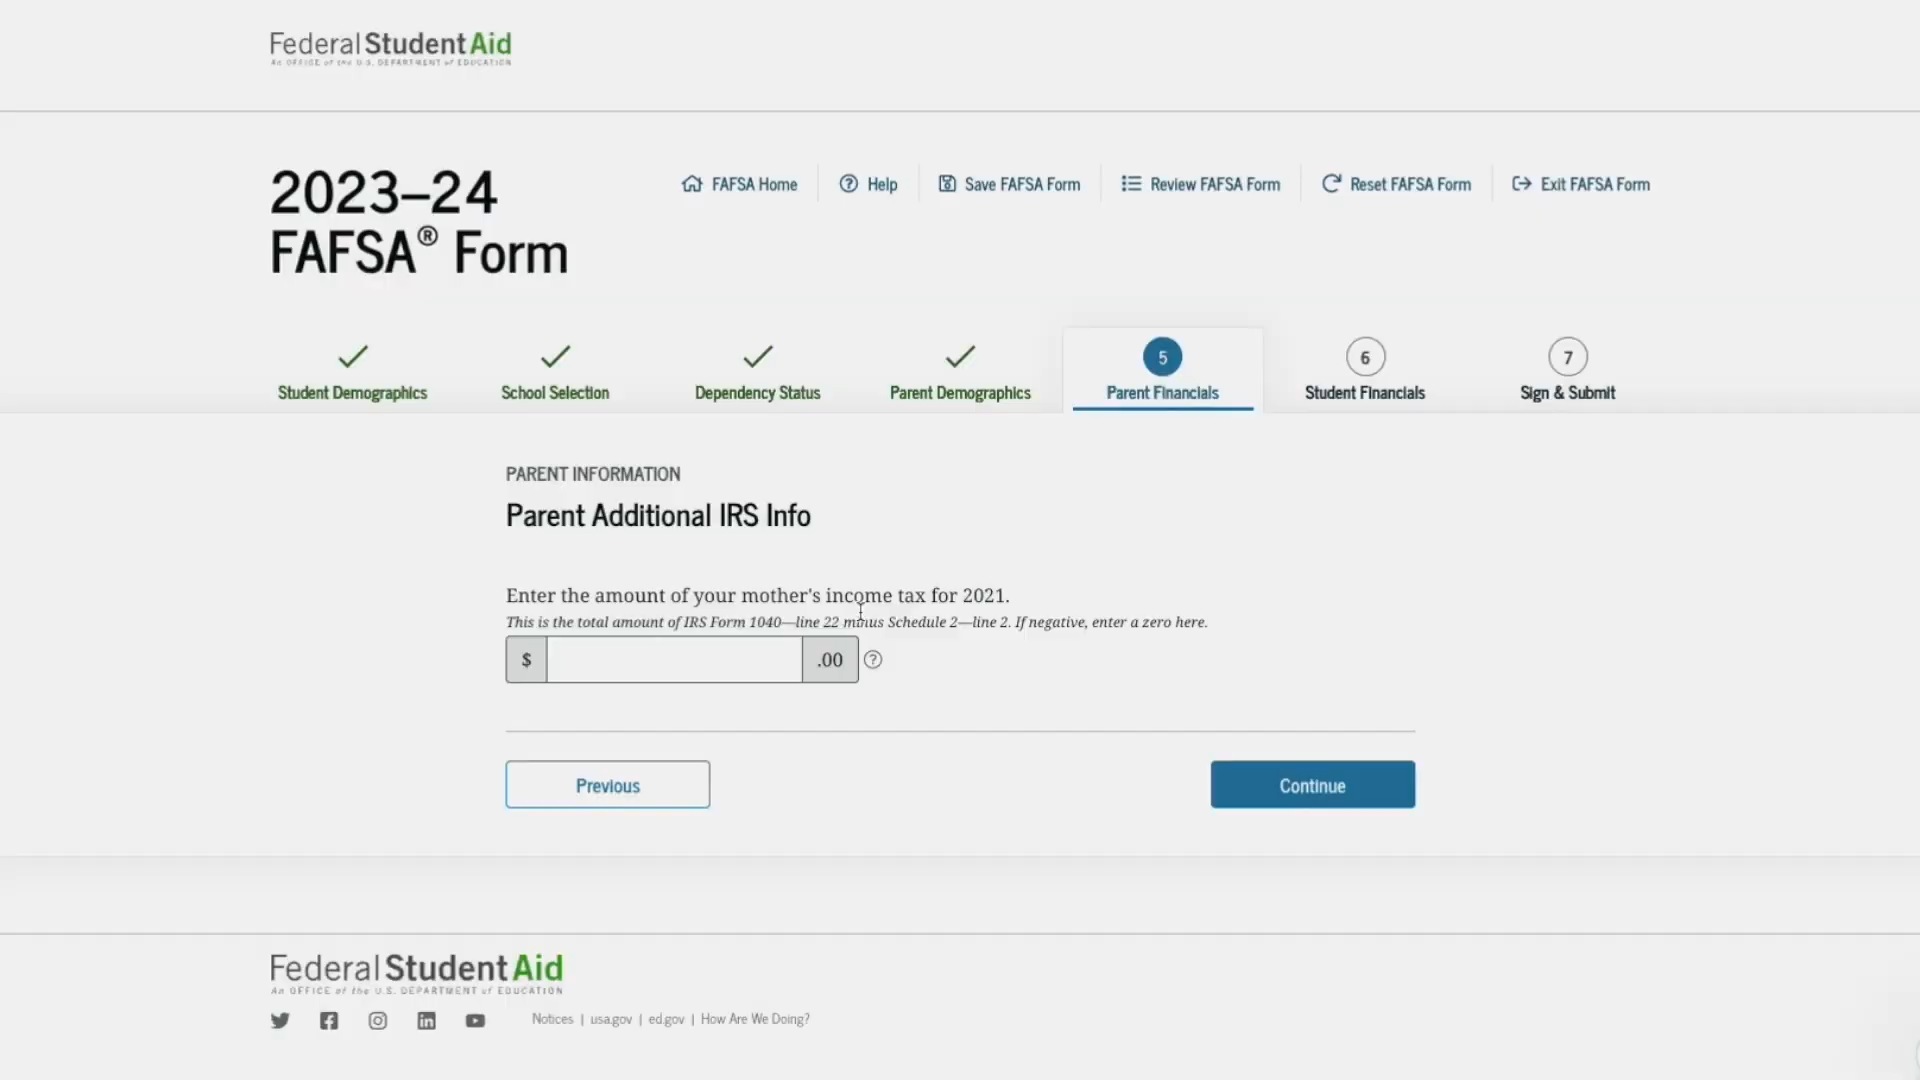 Federal StudentAid
An OFFICE of the U.S. DEPARTMENT of EDUCATION
2023–24
FAFSA® Form
FAFSA Home
Help
Save FAFSA Form
Review FAFSA Form
Reset FAFSA Form
Exit FAFSA Form
Student Demographics
School Selection
Dependency Status
Parent Demographics
5
Parent Financials
6
Student Financials
7
Sign & Submit
PARENT INFORMATION
Parent Additional IRS Info
Enter the amount of your mother's income tax for 2021.
This is the total amount of IRS Form 1040—line 22 minus Schedule 2—line 2. If negative, enter a zero here.
$ .00 ?
Previous
Continue
Federal StudentAid
An OFFICE of the U.S. DEPARTMENT of EDUCATION
Notices | usa.gov | ed.gov | How Are We Doing?